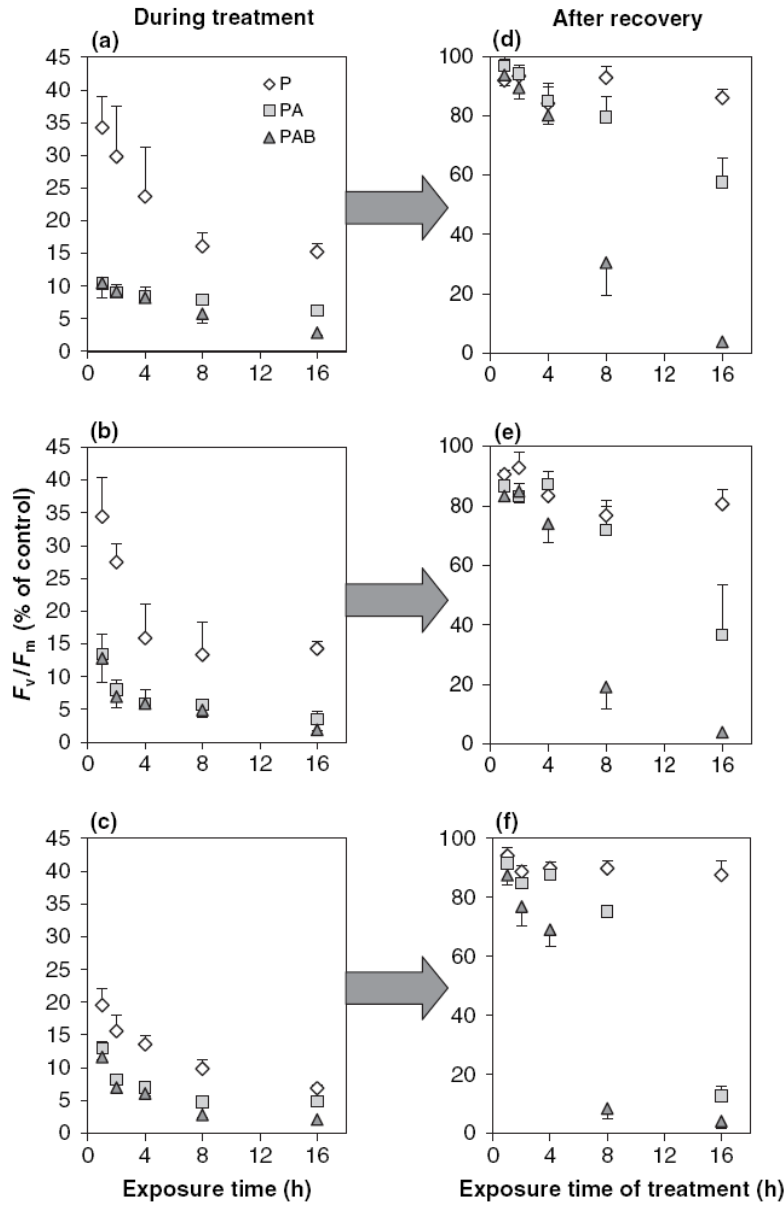 During treatment
After recovery
(a)
45
40
35
30
25
20
15
10
5
0
0 4 8 12 16
P
PA
PAB
(d)
100
80
60
40
20
0
0 4 8 12 16
Fv/Fm (% of control)
(b)
45
40
35
30
25
20
15
10
5
0
0 4 8 12 16
(e)
100
80
60
40
20
0
0 4 8 12 16
(c)
45
40
35
30
25
20
15
10
5
0
0 4 8 12 16
Exposure time (h)
(f)
100
80
60
40
20
0
0 4 8 12 16
Exposure time of treatment (h)